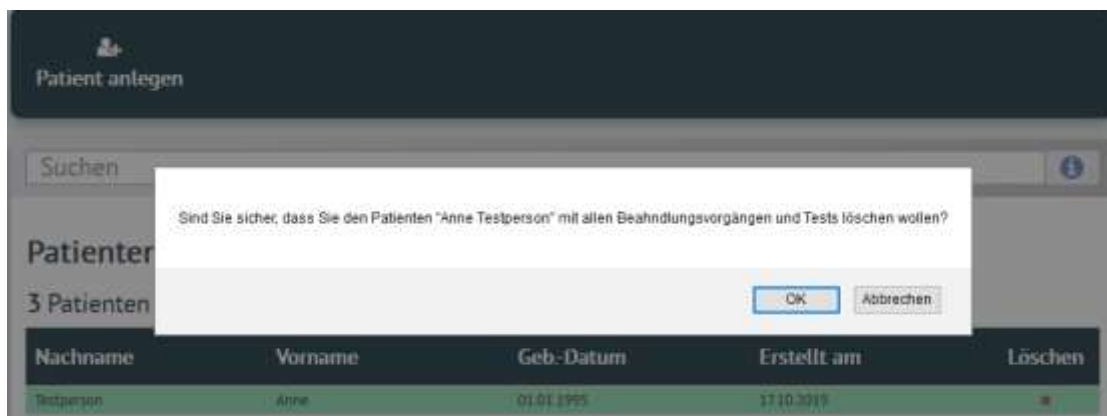 Patient anlegen
Suchen
Sind Sie sicher, dass Sie den Patienten "Anne Testperson" mit allen Beahndlungsvorgängen und Tests löschen wollen?
Patienten
3 Patienten
OK Abbrechen
Nachname Vorname Geb.-Datum Erstellt am Löschen
Testperson Anne 01.01.1995 17.10.2019